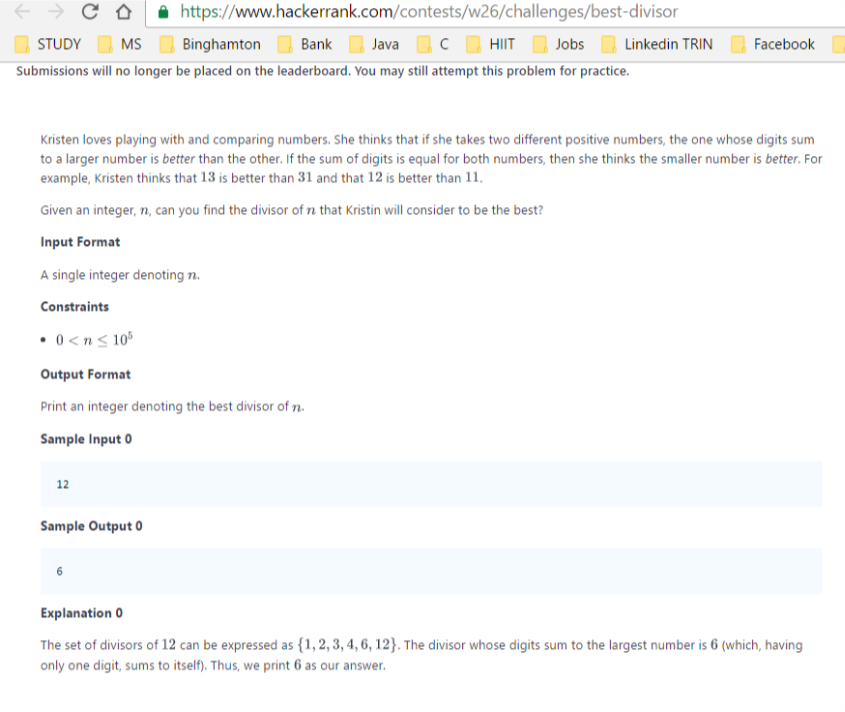 https://www.hackerrank.com/contests/w26/challenges/best-divisor
STUDY MS Binghamton Bank Java C HIIT Jobs Linkedin TRIN Facebook
Submissions will no longer be placed on the leaderboard. You may still attempt this problem for practice.
Kristen loves playing with and comparing numbers. She thinks that if she takes two different positive numbers, the one whose digits sum
to a larger number is better than the other. If the sum of digits is equal for both numbers, then she thinks the smaller number is better. For
example, Kristen thinks that 13 is better than 31 and that 12 is better than 11.
Given an integer, n, can you find the divisor of n that Kristin will consider to be the best?
Input Format
A single integer denoting n.
Constraints
• 0 < n ≤ 10⁵
Output Format
Print an integer denoting the best divisor of n.
Sample Input 0
12
Sample Output 0
6
Explanation 0
The set of divisors of 12 can be expressed as {1, 2, 3, 4, 6, 12}. The divisor whose digits sum to the largest number is 6 (which, having
only one digit, sums to itself). Thus, we print 6 as our answer.